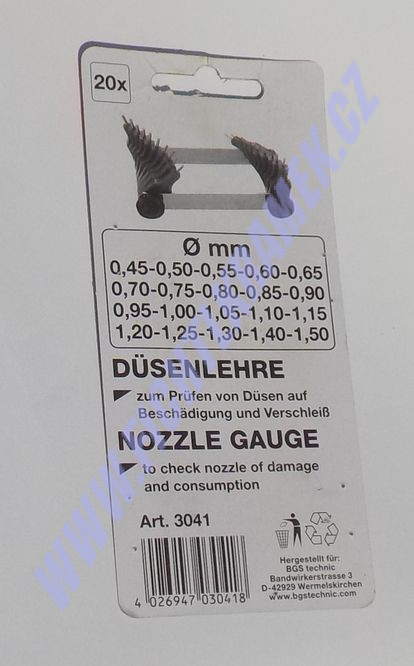 20x
Ø mm
0,45-0,50-0,55-0,60-0,65
0,70-0,75-0,80-0,85-0,90
0,95-1,00-1,05-1,10-1,15
1,20-1,25-1,30-1,40-1,50
DÜSENLEHRE
zum Prüfen von Düsen auf
Beschädigung und Verschleiß
NOZZLE GAUGE
to check nozzle of damage
and consumption
Art. 3041
4 026947 030418
Hergestellt für:
BGS technic
Bandwirkerstrasse 3
D-42929 Wermelskirchen
www.bgstechnic.com